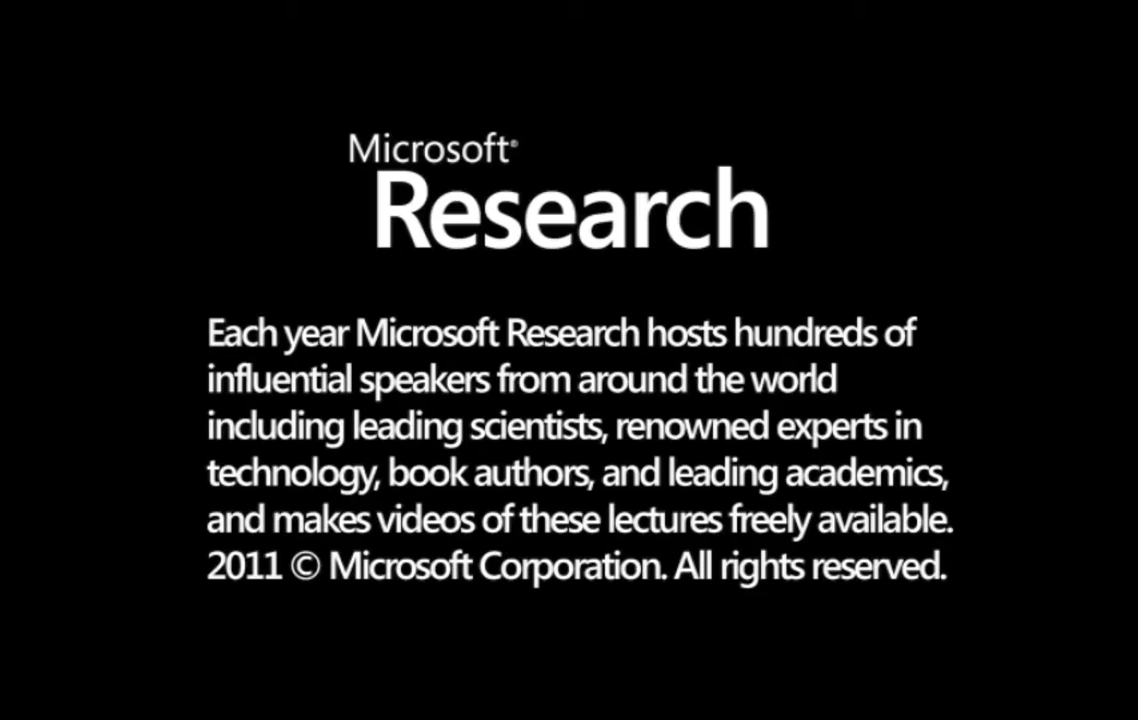 Microsoft®
Research
Each year Microsoft Research hosts hundreds of
influential speakers from around the world
including leading scientists, renowned experts in
technology, book authors, and leading academics,
and makes videos of these lectures freely available.
2011 © Microsoft Corporation. All rights reserved.